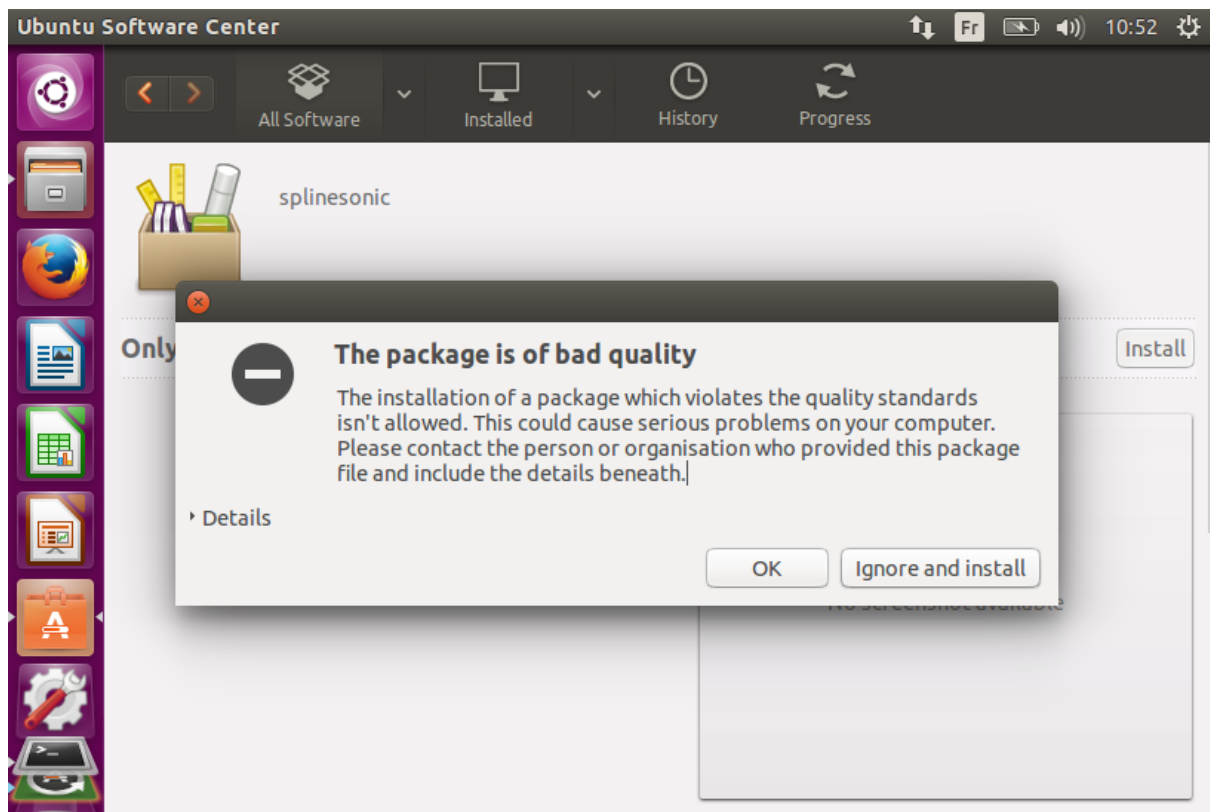 Ubuntu Software Center
Fr
10:52
All Software
Installed
History
Progress
splinesonic
Only
Install
The package is of bad quality
The installation of a package which violates the quality standards
isn't allowed. This could cause serious problems on your computer.
Please contact the person or organisation who provided this package
file and include the details beneath.
Details
OK
Ignore and install
No screenshot available